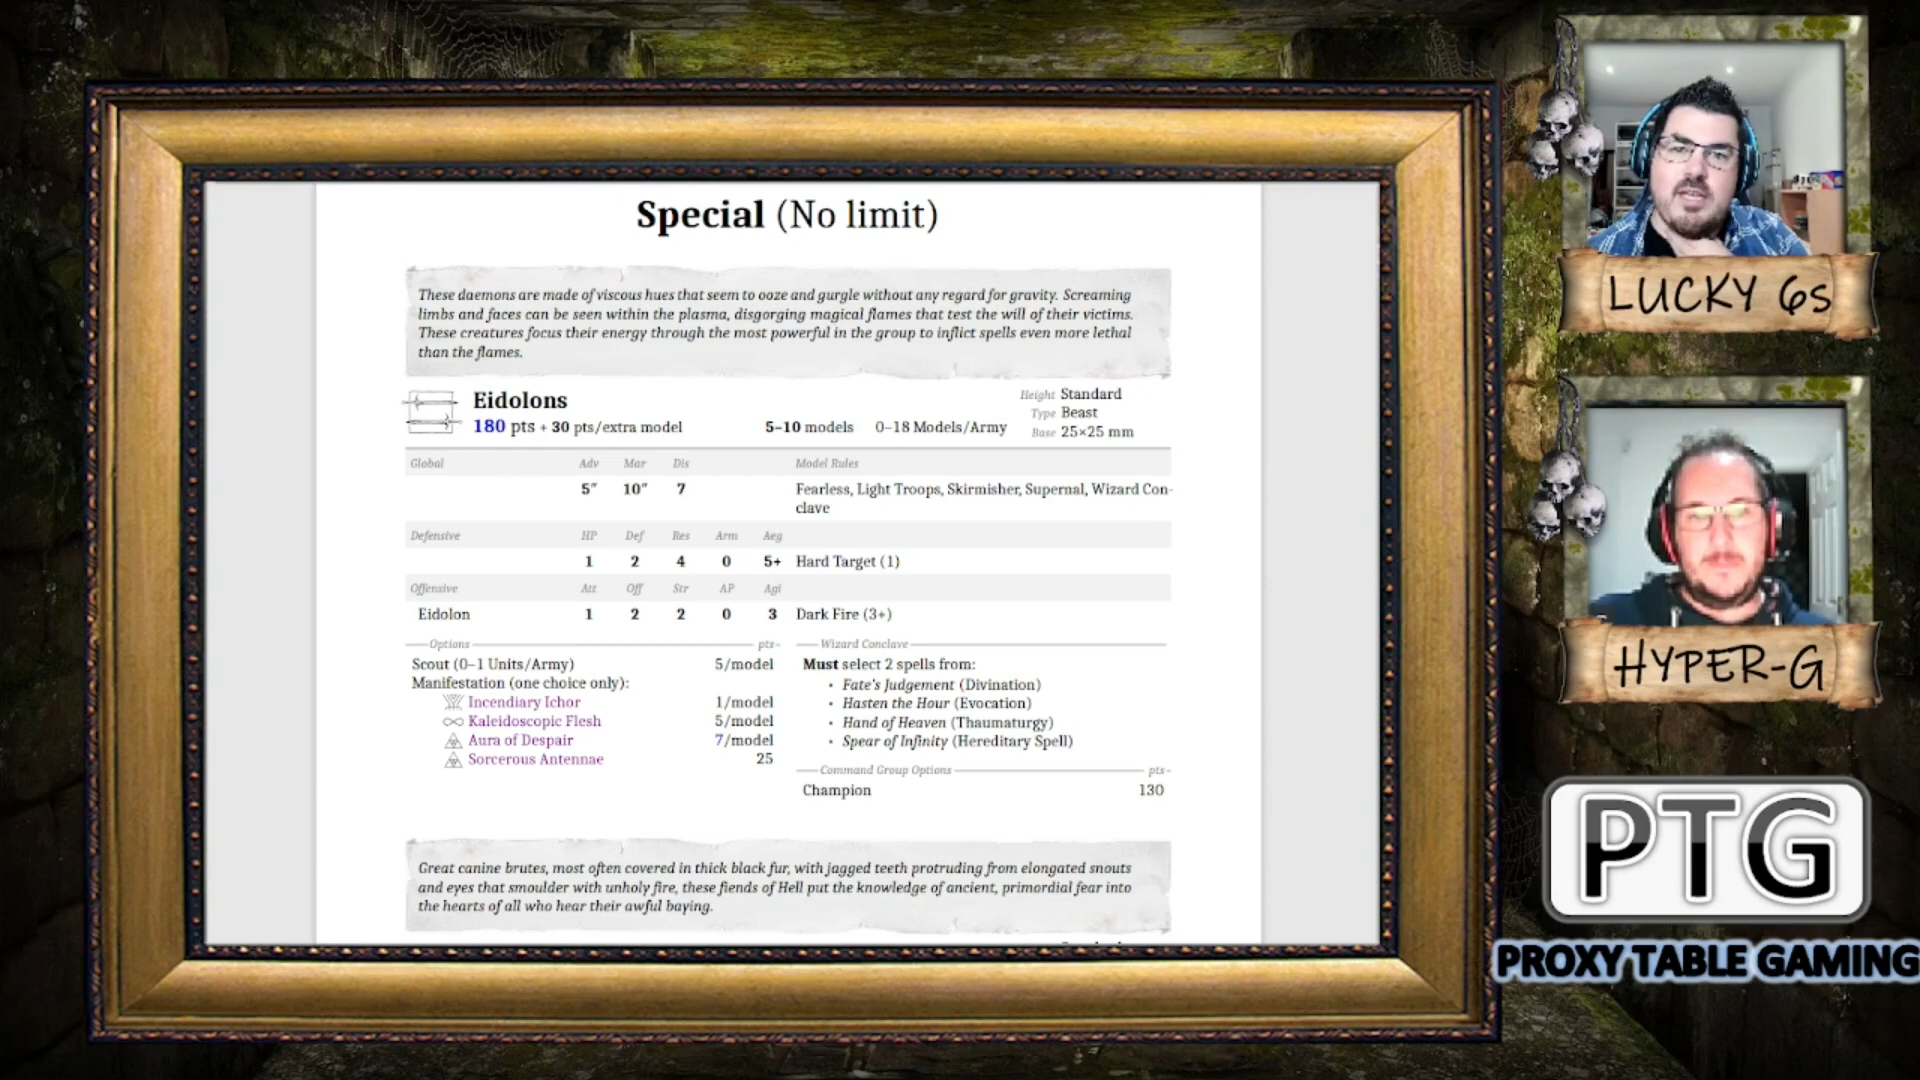 Special (No limit)
These daemons are made of viscous hues that seem to ooze and gurgle without any regard for gravity. Screaming
limbs and faces can be seen within the plasma, disgorging magical flames that test the will of their victims.
These creatures focus their energy through the most powerful in the group to inflict spells even more lethal
than the flames.
Eidolons
180 pts + 30 pts/extra model
5–10 models 0–18 Models/Army
Height Standard
Type Beast
Base 25×25 mm
Global Adv Mar Dis Model Rules
5″ 10″ 7 Fearless, Light Troops, Skirmisher, Supernal, Wizard Con-
clave
Defensive HP Def Res Arm Aeg
1 2 4 0 5+ Hard Target (1)
Offensive Att Off Str AP Agi
Eidolon 1 2 2 0 3 Dark Fire (3+)
Options pts
Scout (0–1 Units/Army) 5/model
Manifestation (one choice only):
Incendiary Ichor 1/model
Kaleidoscopic Flesh 5/model
Aura of Despair 7/model
Sorcerous Antennae 25
Wizard Conclave
Must select 2 spells from:
• Fate's Judgement (Divination)
• Hasten the Hour (Evocation)
• Hand of Heaven (Thaumaturgy)
• Spear of Infinity (Hereditary Spell)
Command Group Options pts
Champion 130
Great canine brutes, most often covered in thick black fur, with jagged teeth protruding from elongated snouts
and eyes that smoulder with unholy fire, these fiends of Hell put the knowledge of ancient, primordial fear into
the hearts of all who hear their awful baying.
LUCKY 6s
HYPER-G
PTG
PROXY TABLE GAMING